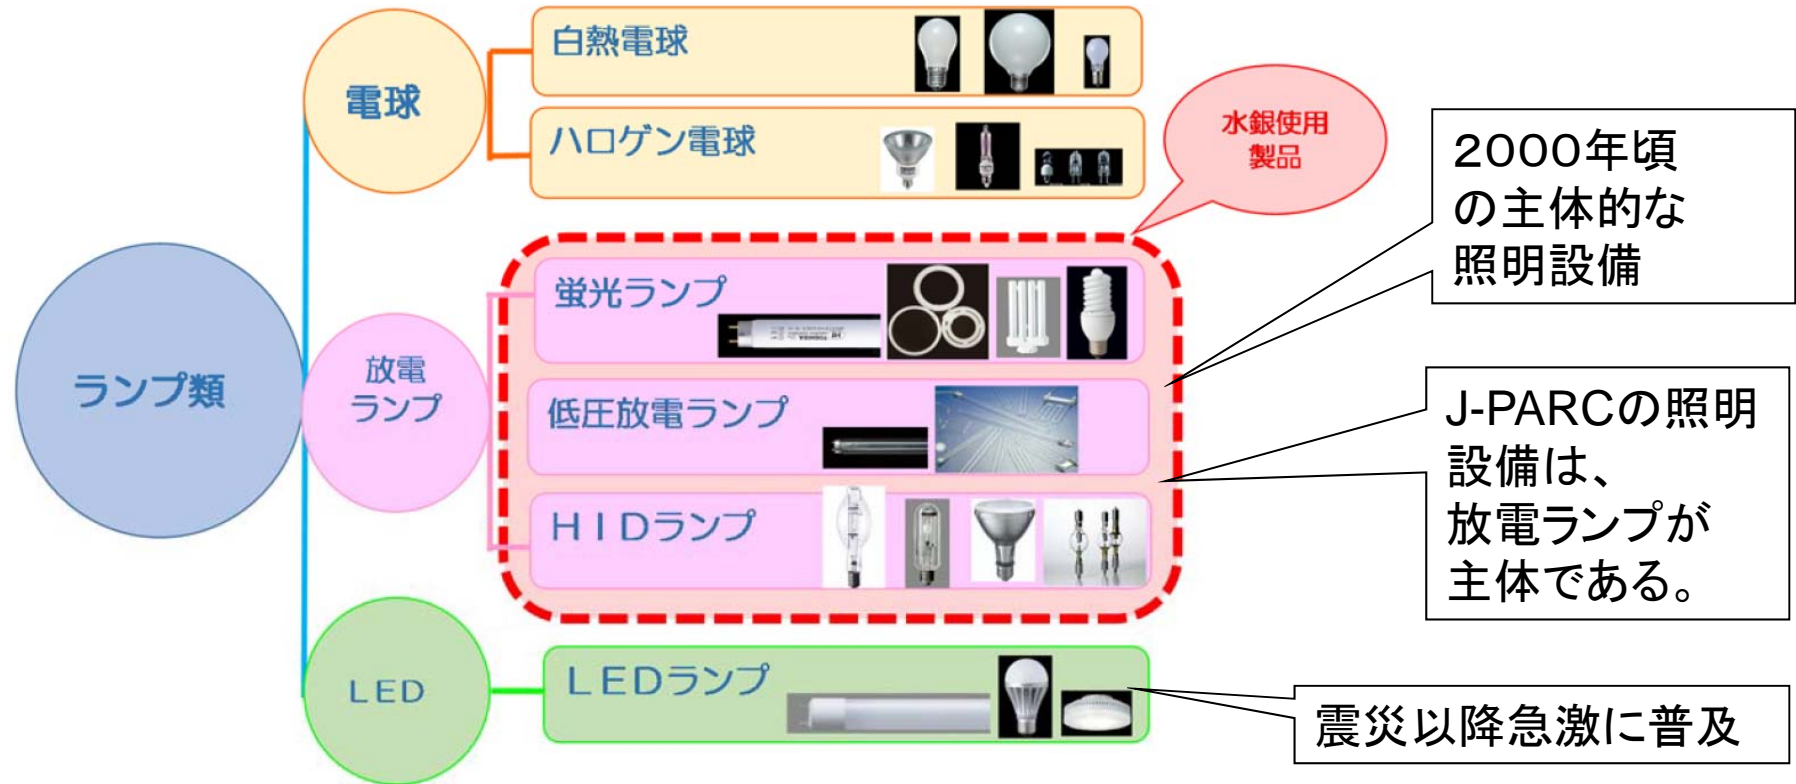 白熱電球
電球
ハロゲン電球
水銀使用
製品
2000年頃
の主体的な
照明設備
蛍光ランプ
放電
ランプ
ランプ類
低圧放電ランプ
J-PARCの照明
設備は、
放電ランプが
主体である。
HIDランプ
LED
LEDランプ
震災以降急激に普及